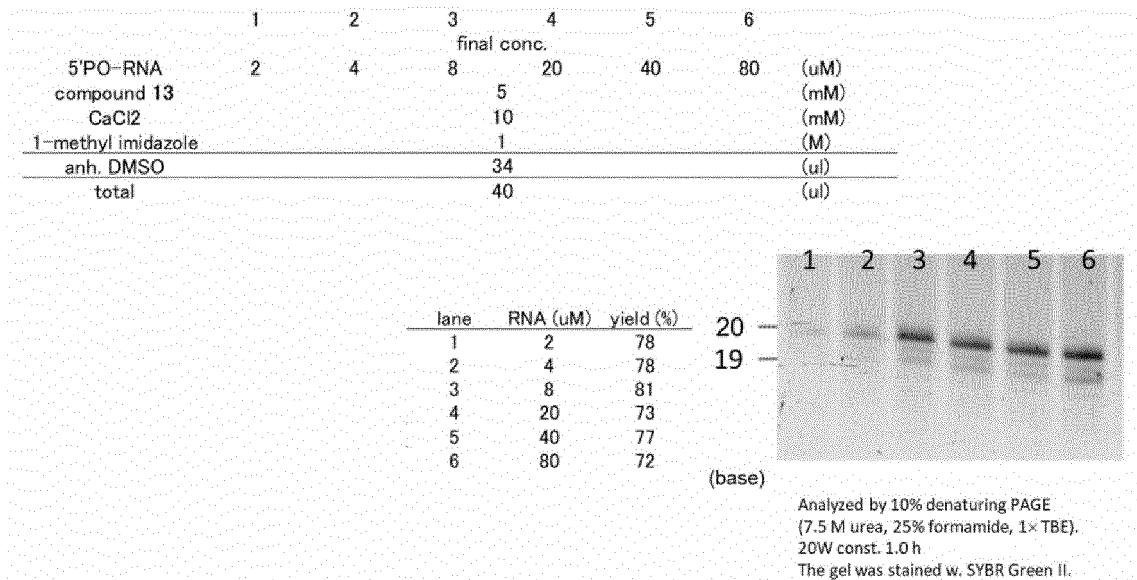 1 2 3 4 5 6
final conc.
5'PO-RNA 2 4 8 20 40 80 (uM)
compound 13 5 (mM)
CaCl2 10 (mM)
1-methyl imidazole 1 (M)
anh. DMSO 34 (ul)
total 40 (ul)
1 2 3 4 5 6
lane RNA (uM) yield (%)
1 2 78
2 4 78
3 8 81
4 20 73
5 40 77
6 80 72
20
19
(base)
Analyzed by 10% denaturing PAGE
(7.5 M urea, 25% formamide, 1× TBE).
20W const. 1.0 h
The gel was stained w. SYBR Green II.